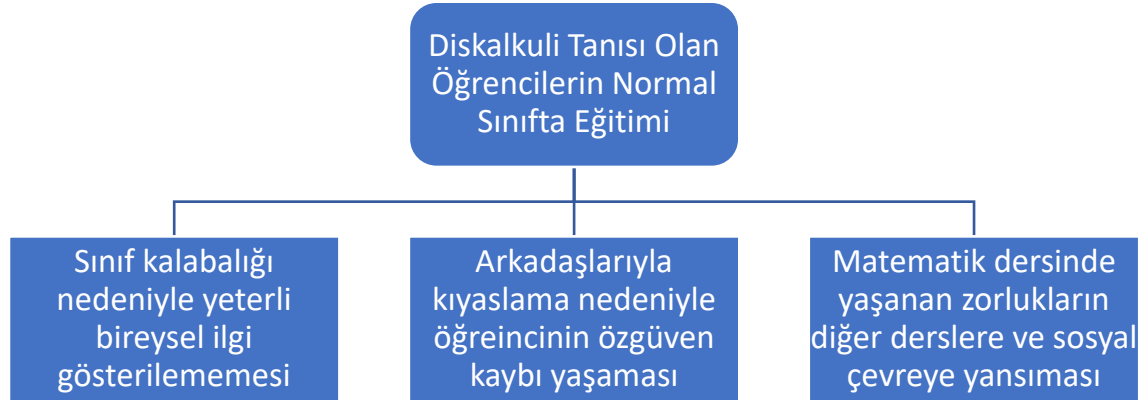 Diskalkuli Tanısı Olan
Öğrencilerin Normal
Sınıfta Eğitimi
Sınıf kalabalığı
nedeniyle yeterli
bireysel ilgi
gösterilememesi
Arkadaşlarıyla
kıyaslama nedeniyle
öğreincinin özgüven
kaybı yaşaması
Matematik dersinde
yaşanan zorlukların
diğer derslere ve sosyal
çevreye yansıması